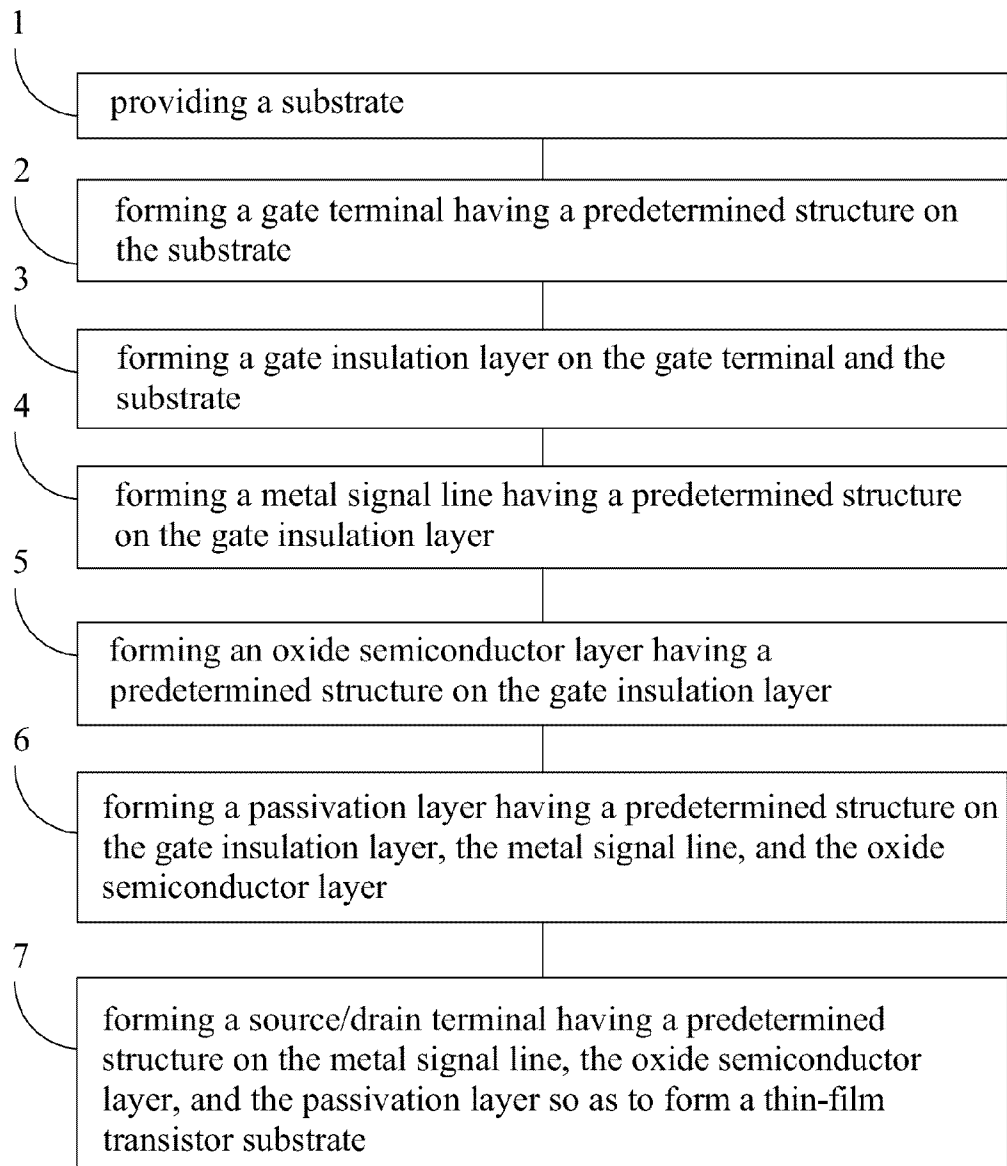 1
providing a substrate
2
forming a gate terminal having a predetermined structure on
the substrate
3
forming a gate insulation layer on the gate terminal and the
substrate
4
forming a metal signal line having a predetermined structure
on the gate insulation layer
5
forming an oxide semiconductor layer having a
predetermined structure on the gate insulation layer
6
forming a passivation layer having a predetermined structure on
the gate insulation layer, the metal signal line, and the oxide
semiconductor layer
7
forming a source/drain terminal having a predetermined
structure on the metal signal line, the oxide semiconductor
layer, and the passivation layer so as to form a thin-film
transistor substrate